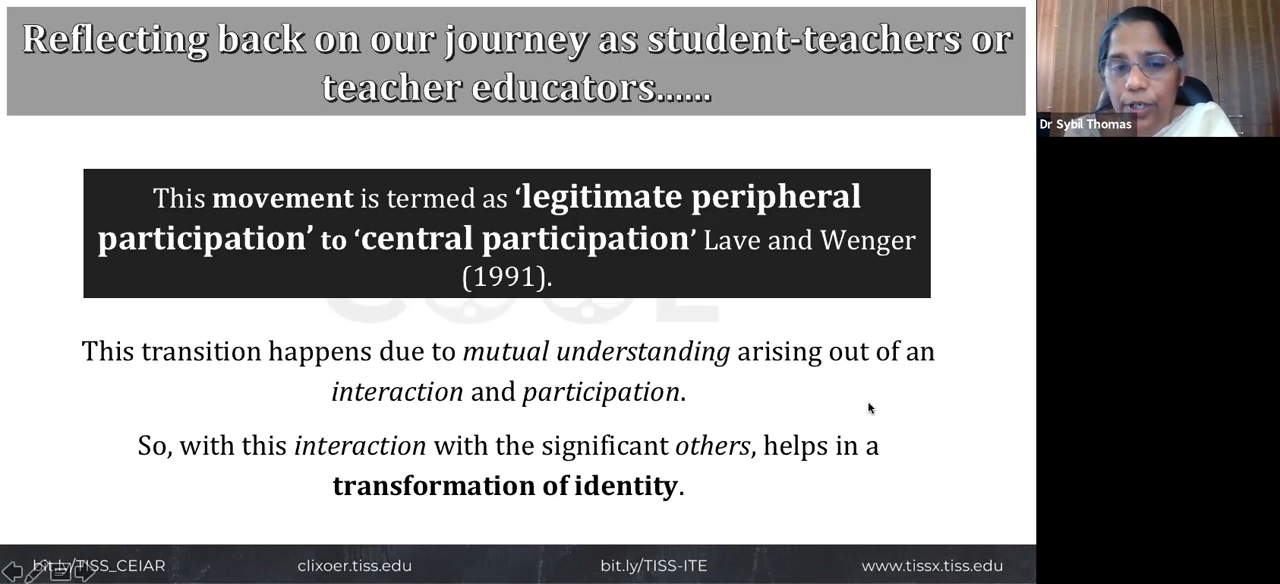 Reflecting back on our journey as student-teachers or
teacher educators......
Dr Sybil Thomas
This movement is termed as ‘legitimate peripheral
participation’ to ‘central participation’ Lave and Wenger
(1991).
This transition happens due to mutual understanding arising out of an
interaction and participation.
So, with this interaction with the significant others, helps in a
transformation of identity.
bit.ly/TISS_CEIAR
clixoer.tiss.edu
bit.ly/TISS-ITE
www.tissx.tiss.edu